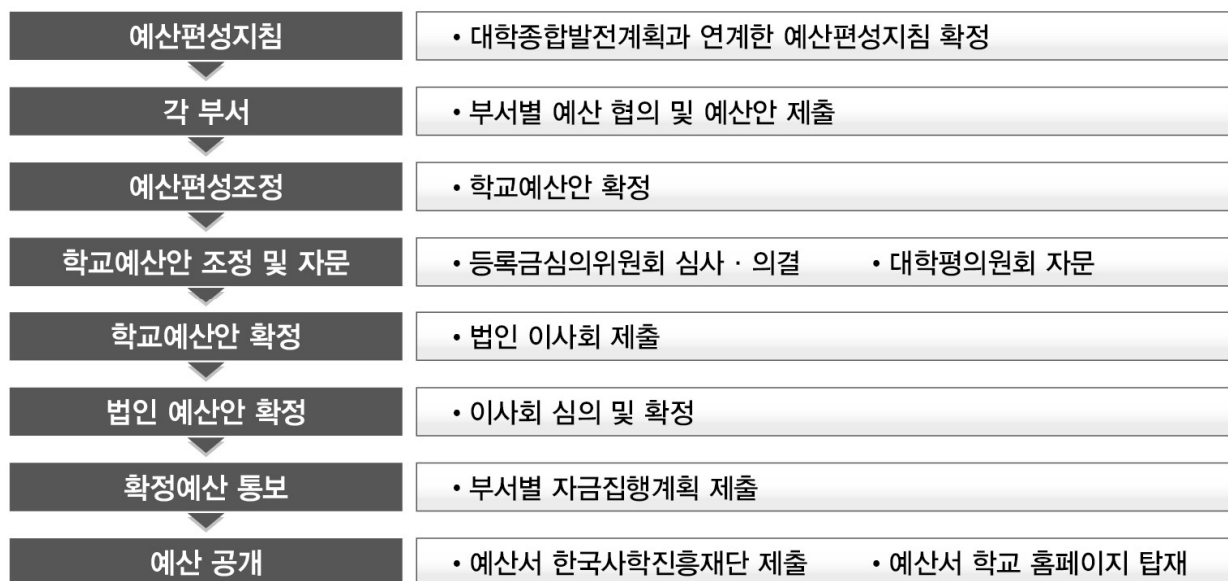 예산편성지침
• 대학종합발전계획과 연계한 예산편성지침 확정
각 부서
• 부서별 예산 협의 및 예산안 제출
예산편성조정
• 학교예산안 확정
학교예산안 조정 및 자문
• 등록금심의위원회 심사 · 의결 • 대학평의원회 자문
학교예산안 확정
• 법인 이사회 제출
법인 예산안 확정
• 이사회 심의 및 확정
확정예산 통보
• 부서별 자금집행계획 제출
예산 공개
• 예산서 한국사학진흥재단 제출 • 예산서 학교 홈페이지 탑재